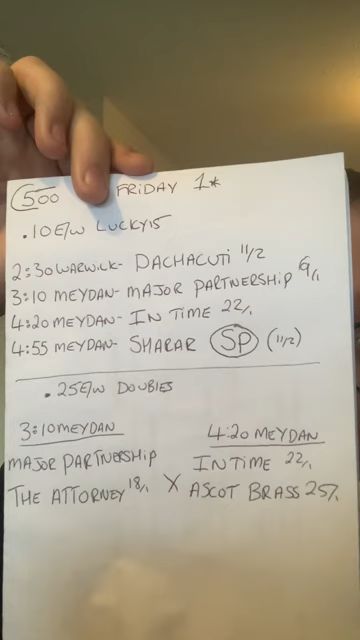 500 FRIDAY 1*
.10 E/W LUCKY15
2:30 WARWICK- DACHACUTI 11/2
3:10 MEYDAN- MAJOR PARTNERSHIP 9/1
4:20 MEYDAN- IN TIME 22/1
4:55 MEYDAN- SHARAR SP (11/2)
.25 E/W DOUBLES
3:10 MEYDAN
MAJOR PARTNERSHIP
THE ATTORNEY 18/1
X
4:20 MEYDAN
IN TIME 22/1
ASCOT BRASS 25/1